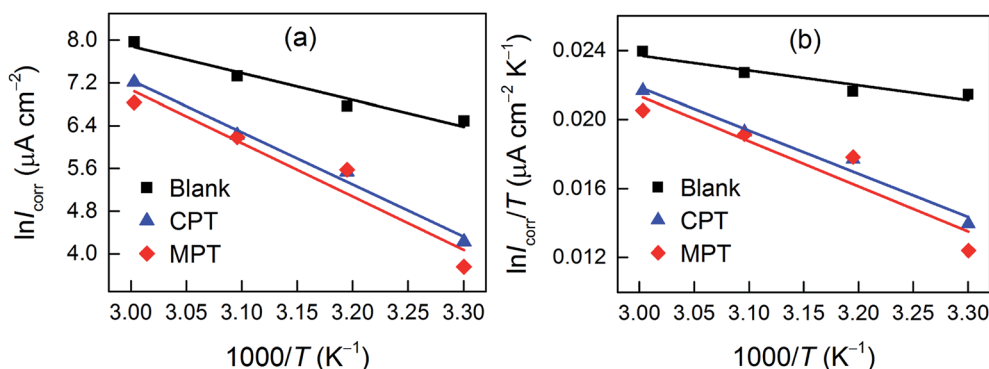 (a)
8.0
7.2
6.4
5.6
4.8
4.0
lnI_corr (μA cm⁻²)
Blank
CPT
MPT
3.00 3.05 3.10 3.15 3.20 3.25 3.30
1000/T (K⁻¹)
(b)
0.024
0.020
0.016
0.012
lnI_corr/T (μA cm⁻² K⁻¹)
Blank
CPT
MPT
3.00 3.05 3.10 3.15 3.20 3.25 3.30
1000/T (K⁻¹)